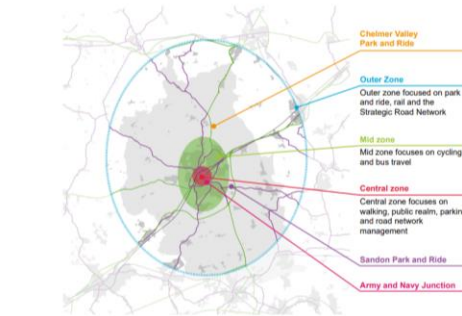 Chelmer Valley
Park and Ride
Outer Zone
Outer zone focused on park
and ride, rail and the
Strategic Road Network
Mid zone
Mid zone focuses on cycling
and bus travel
Central zone
Central zone focuses on
walking, public realm, parkin
and road network
management
Sandon Park and Ride
Army and Navy Junction